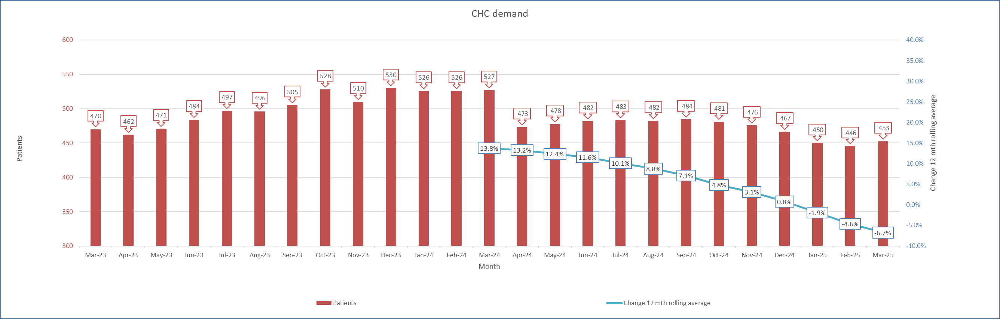 CHC demand
600
550
500
450
400
350
300
Patients
40.0%
35.0%
30.0%
25.0%
20.0%
15.0%
10.0%
5.0%
0.0%
-5.0%
-10.0%
Change 12 mth rolling average
470 462 471 484 497 496 505 528 510 530 526 526 527 473 478 482 483 482 484 481 476 467 450 446 453
13.8% 13.2% 12.4% 11.6% 10.1% 8.8% 7.1% 4.8% 3.1% 0.8% -1.9% -4.6% -6.7%
Mar-23 Apr-23 May-23 Jun-23 Jul-23 Aug-23 Sep-23 Oct-23 Nov-23 Dec-23 Jan-24 Feb-24 Mar-24 Apr-24 May-24 Jun-24 Jul-24 Aug-24 Sep-24 Oct-24 Nov-24 Dec-24 Jan-25 Feb-25 Mar-25
Month
Patients
Change 12 mth rolling average